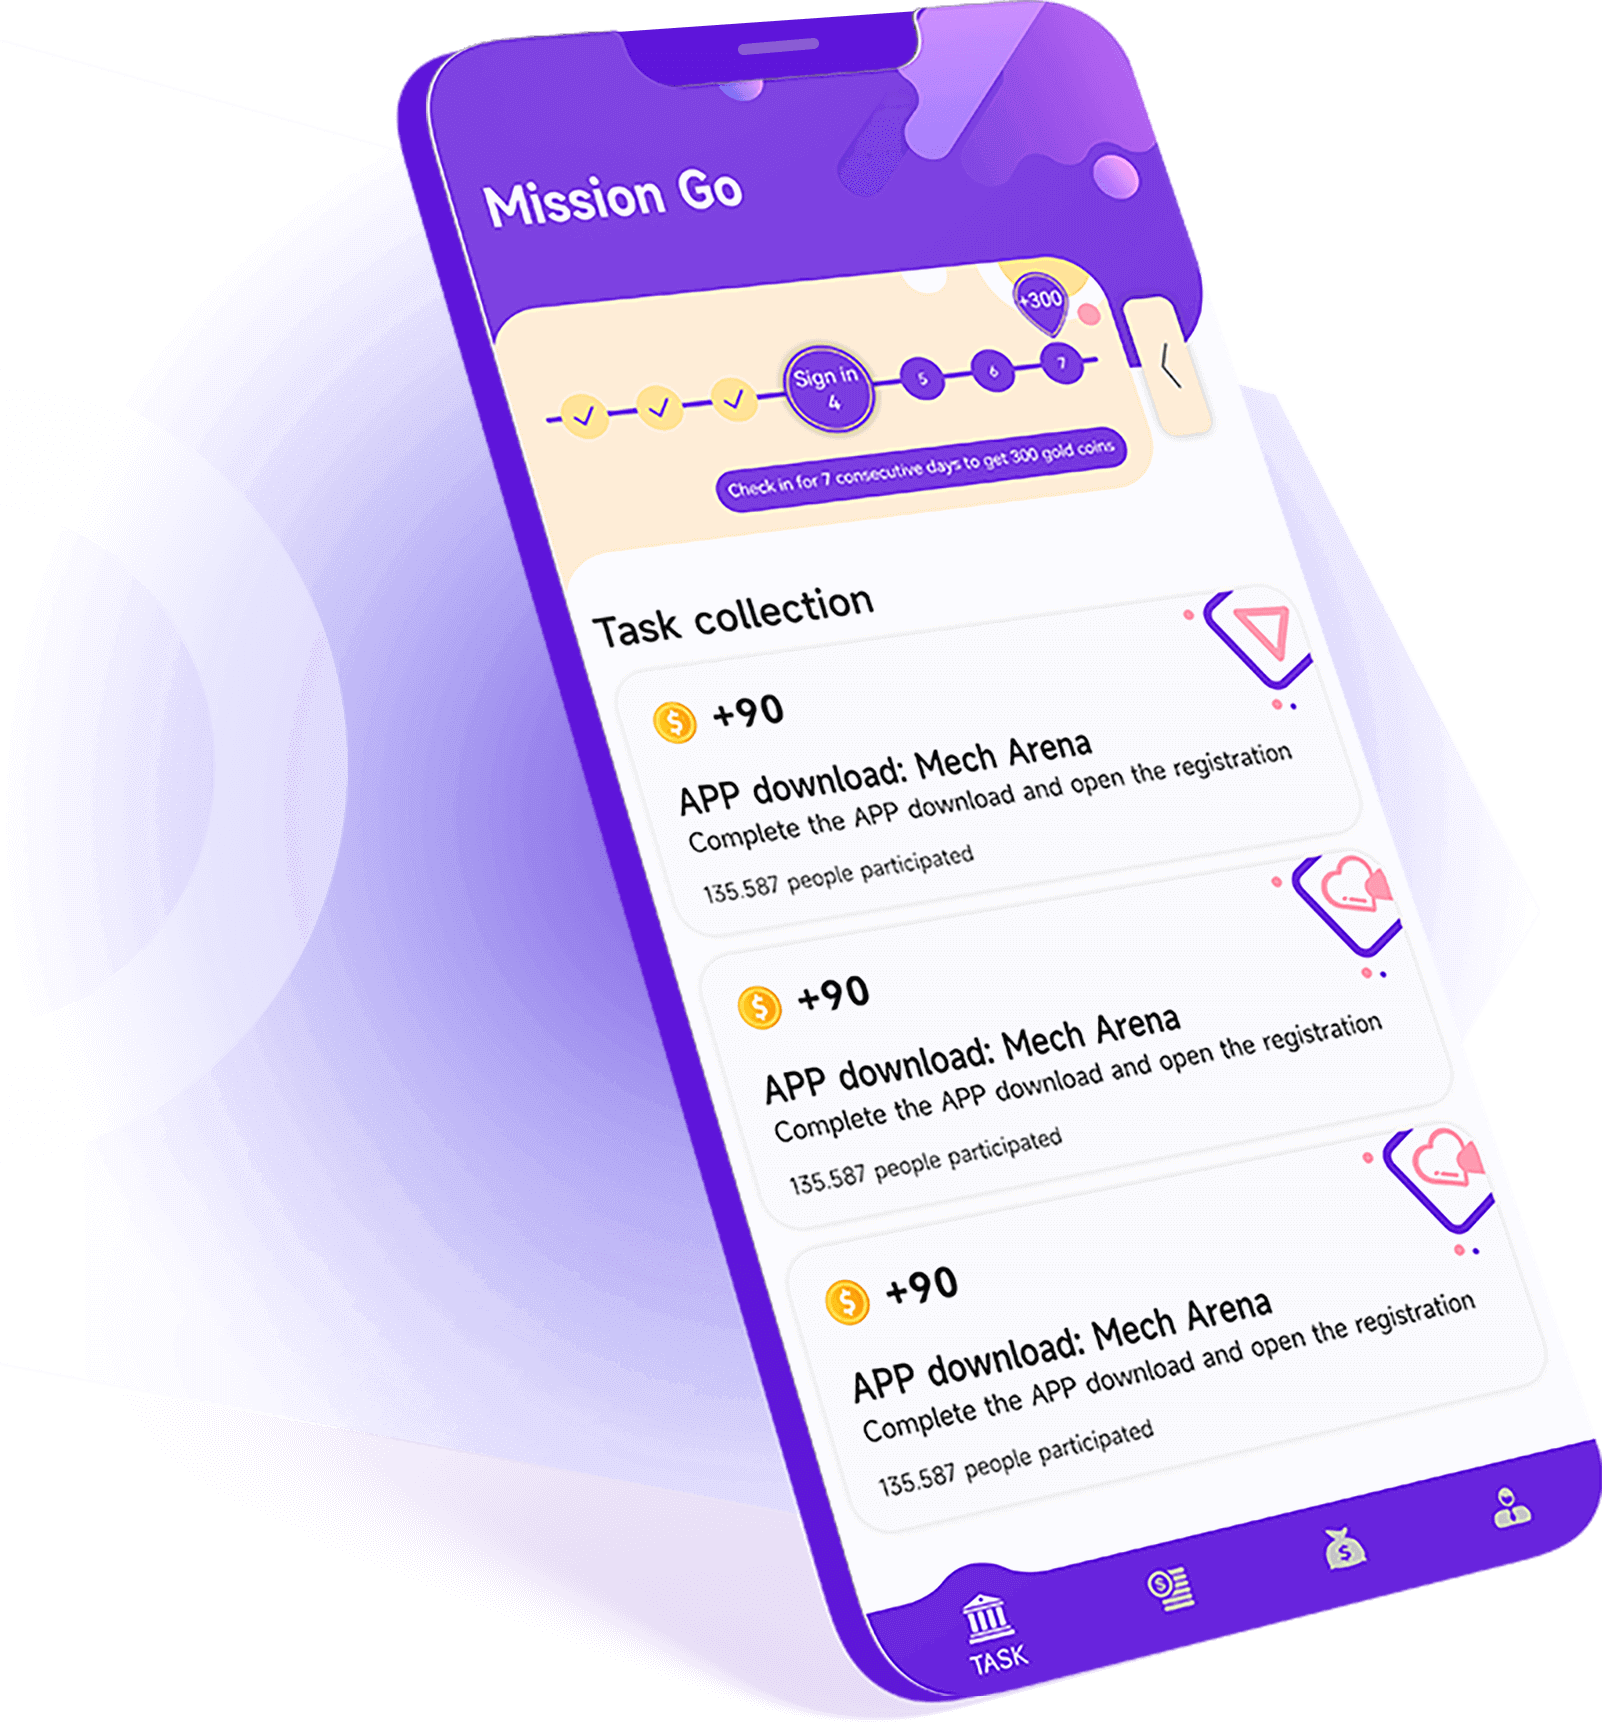 Mission Go
+300
Sign in
4
5
6
7
Check in for 7 consecutive days to get 300 gold coins
Task collection
$ +90
APP download: Mech Arena
Complete the APP download and open the registration
135.587 people participated
$ +90
APP download: Mech Arena
Complete the APP download and open the registration
135.587 people participated
$ +90
APP download: Mech Arena
Complete the APP download and open the registration
135.587 people participated
$
$
TASK